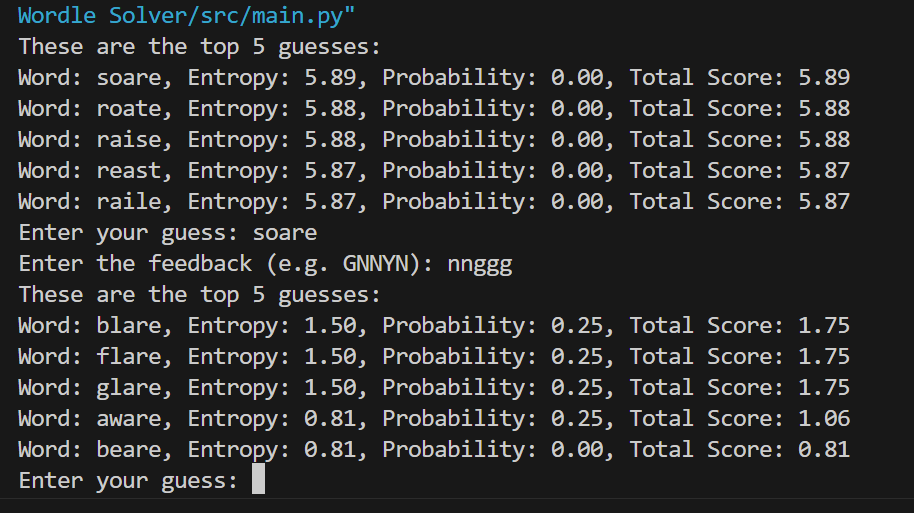 Wordle Solver/src/main.py"
These are the top 5 guesses:
Word: soare, Entropy: 5.89, Probability: 0.00, Total Score: 5.89
Word: roate, Entropy: 5.88, Probability: 0.00, Total Score: 5.88
Word: raise, Entropy: 5.88, Probability: 0.00, Total Score: 5.88
Word: reast, Entropy: 5.87, Probability: 0.00, Total Score: 5.87
Word: raile, Entropy: 5.87, Probability: 0.00, Total Score: 5.87
Enter your guess: soare
Enter the feedback (e.g. GNNYN): nnggg
These are the top 5 guesses:
Word: blare, Entropy: 1.50, Probability: 0.25, Total Score: 1.75
Word: flare, Entropy: 1.50, Probability: 0.25, Total Score: 1.75
Word: glare, Entropy: 1.50, Probability: 0.25, Total Score: 1.75
Word: aware, Entropy: 0.81, Probability: 0.25, Total Score: 1.06
Word: beare, Entropy: 0.81, Probability: 0.00, Total Score: 0.81
Enter your guess: